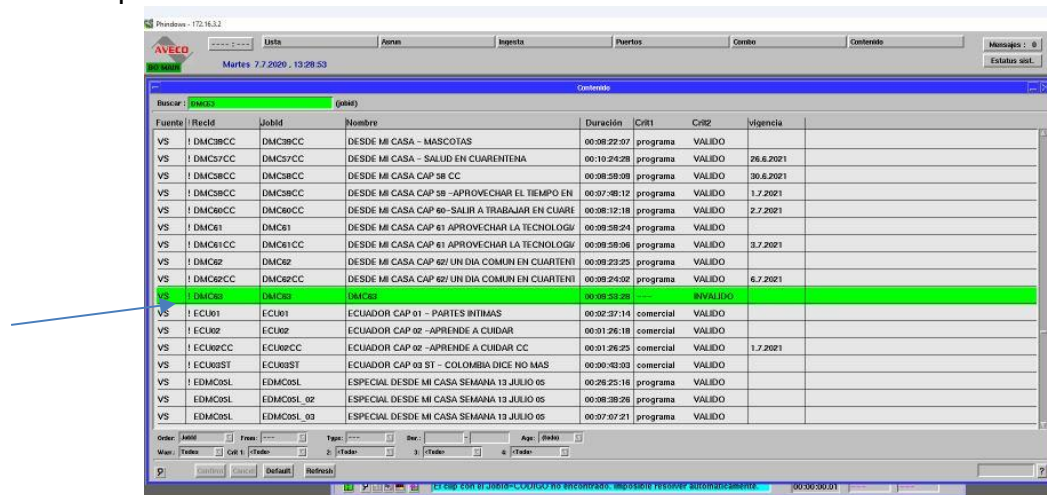 Phindows - 172.16.3.2
AVECO
---- : ---
Lista
Asrun
Ingesta
Puertos
Combo
Contenido
Mensajes : 0
Martes 7.7.2020 , 13:28:53
Estatus sist.
Contenido
Buscar : DMC63 (jobid)
Fuente ! RecId JobId Nombre Duración Crit1 Crit2 vigencia
VS ! DMC39CC DMC39CC DESDE MI CASA - MASCOTAS 00:08:22:07 programa VALIDO
VS ! DMC57CC DMC57CC DESDE MI CASA - SALUD EN CUARENTENA 00:10:24:28 programa VALIDO 26.6.2021
VS ! DMC58CC DMC58CC DESDE MI CASA CAP 58 CC 00:08:58:09 programa VALIDO 30.6.2021
VS ! DMC59CC DMC59CC DESDE MI CASA CAP 59 -APROVECHAR EL TIEMPO EN 00:07:48:12 programa VALIDO 1.7.2021
VS ! DMC60CC DMC60CC DESDE MI CASA CAP 60-SALIR A TRABAJAR EN CUARE 00:08:12:18 programa VALIDO 2.7.2021
VS ! DMC61 DMC61 DESDE MI CASA CAP 61 APROVECHAR LA TECNOLOGI 00:09:58:24 programa VALIDO
VS ! DMC61CC DMC61CC DESDE MI CASA CAP 61 APROVECHAR LA TECNOLOGI 00:09:59:06 programa VALIDO 3.7.2021
VS ! DMC62 DMC62 DESDE MI CASA CAP 62/ UN DIA COMUN EN CUARTENT 00:09:23:25 programa VALIDO
VS ! DMC62CC DMC62CC DESDE MI CASA CAP 62/ UN DIA COMUN EN CUARTENT 00:09:24:02 programa VALIDO 6.7.2021
VS ! DMC63 DMC63 DMC63 00:09:53:28 ---- INVALIDO
VS ! ECU01 ECU01 ECUADOR CAP 01 - PARTES INTIMAS 00:02:37:14 comercial VALIDO
VS ! ECU02 ECU02 ECUADOR CAP 02 -APRENDE A CUIDAR 00:01:26:18 comercial VALIDO
VS ! ECU02CC ECU02CC ECUADOR CAP 02 -APRENDE A CUIDAR CC 00:01:26:25 comercial VALIDO 1.7.2021
VS ! ECU03ST ECU03ST ECUADOR CAP 03 ST - COLOMBIA DICE NO MAS 00:00:43:03 comercial VALIDO
VS ! EDMC05L EDMC05L ESPECIAL DESDE MI CASA SEMANA 13 JULIO 05 00:26:25:16 programa VALIDO
VS EDMC05L EDMC05L_02 ESPECIAL DESDE MI CASA SEMANA 13 JULIO 05 00:08:38:26 programa VALIDO
VS EDMC05L EDMC05L_03 ESPECIAL DESDE MI CASA SEMANA 13 JULIO 05 00:07:07:21 programa VALIDO
Order: JobId From: --- Type: --- Dur.: - Age: (todo)
Wan: Todos Crit 1: <Todo> 2: <Todo> 3: <Todo> 4: <Todo>
Confirm Cancel Default Refresh ?
El clip con el JobId=CODIGO no encontrado. Imposible resolver automaticamente. 00:00:00.01